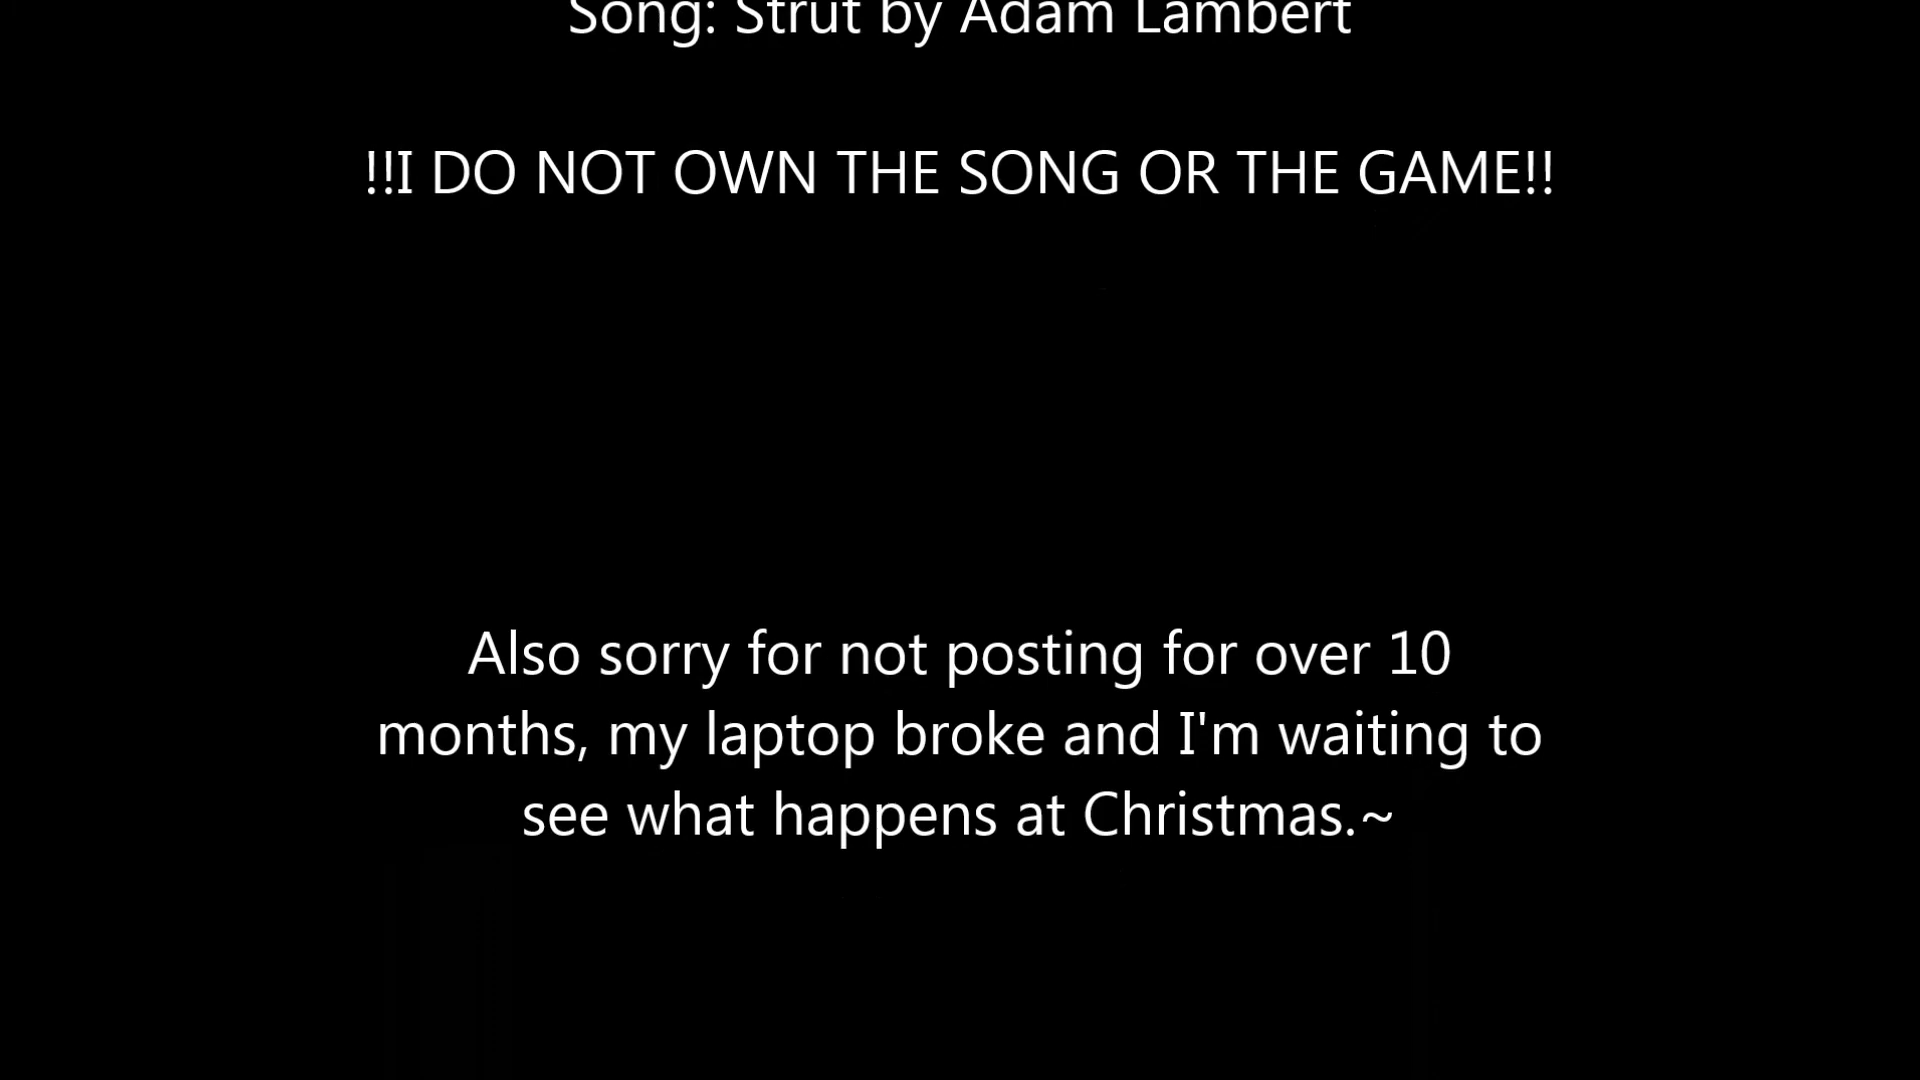 Song: Strut by Adam Lambert
!!I DO NOT OWN THE SONG OR THE GAME!!
Also sorry for not posting for over 10
months, my laptop broke and I'm waiting to
see what happens at Christmas.~